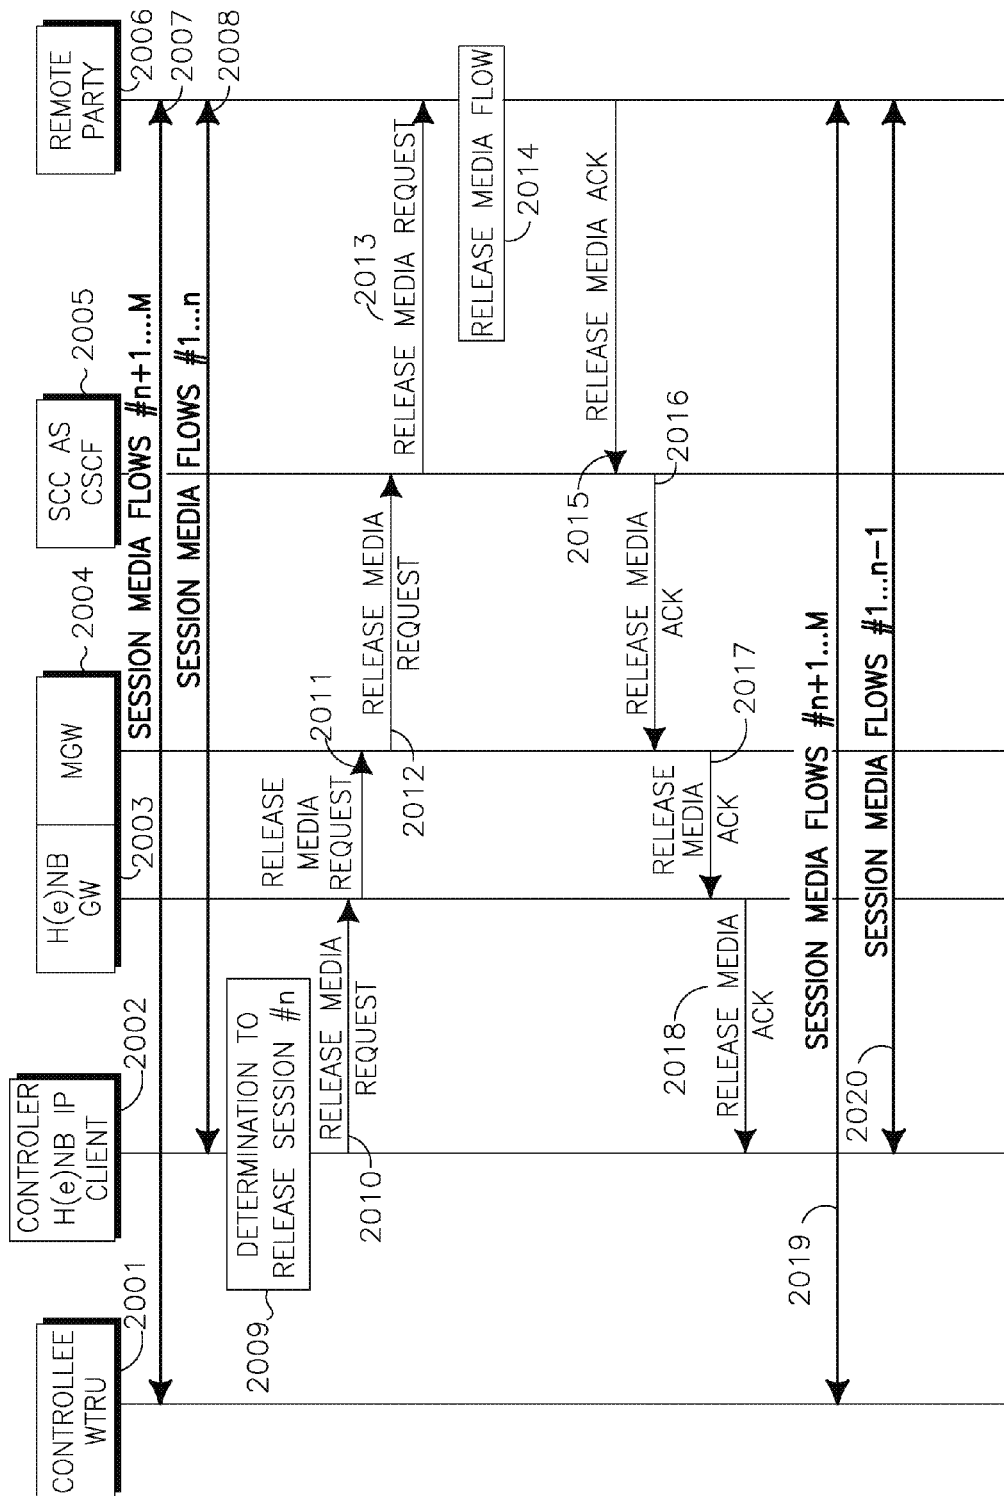 CONTROLLEE
WTRU
2001
CONTROLER
H(e)NB IP
CLIENT
2002
H(e)NB
GW
2003
MGW
2004
SCC AS
CSCF
2005
REMOTE
PARTY
2006
SESSION MEDIA FLOWS #n+1...M
2007
SESSION MEDIA FLOWS #1...n
2008
DETERMINATION TO
RELEASE SESSION #n
2009
RELEASE MEDIA
REQUEST
2010
RELEASE
MEDIA
REQUEST
2011
RELEASE MEDIA
REQUEST
2012
2013
RELEASE MEDIA REQUEST
RELEASE MEDIA FLOW
2014
RELEASE MEDIA ACK
2015
RELEASE MEDIA
ACK
2016
RELEASE
MEDIA
ACK
2017
2018
RELEASE MEDIA
ACK
SESSION MEDIA FLOWS #n+1...M
2019
SESSION MEDIA FLOWS #1...n-1
2020